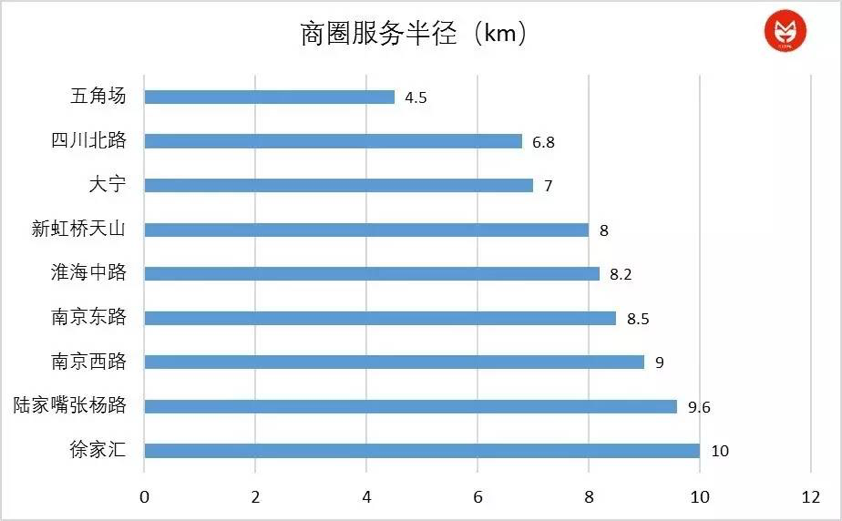 商圈服务半径（km）
五角场 4.5
四川北路 6.8
大宁 7
新虹桥天山 8
淮海中路 8.2
南京东路 8.5
南京西路 9
陆家嘴张杨路 9.6
徐家汇 10
0 2 4 6 8 10 12